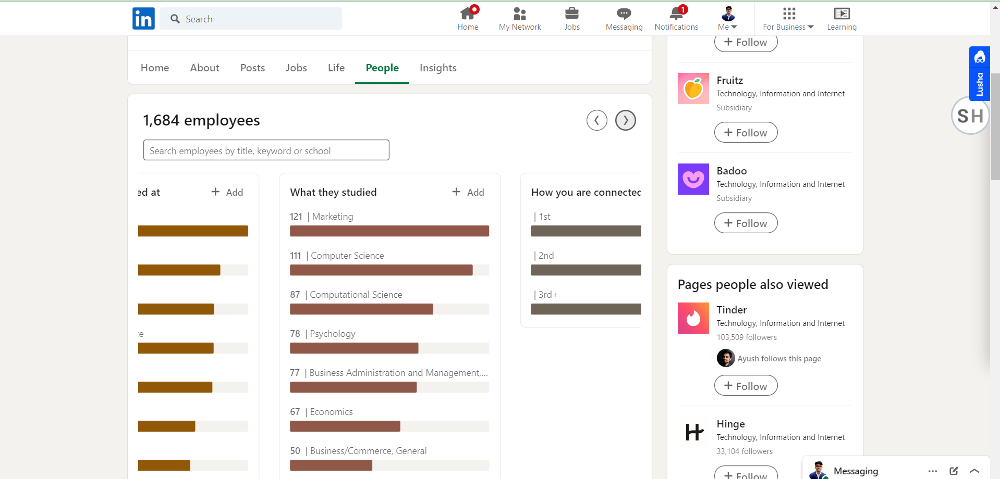 in
Search
Home
My Network
Jobs
Messaging
1
Notifications
Me
For Business
Learning
Home
About
Posts
Jobs
Life
People
Insights
1,684 employees
Search employees by title, keyword or school
ed at
+ Add
e
What they studied
+ Add
121 | Marketing
111 | Computer Science
87 | Computational Science
78 | Psychology
77 | Business Administration and Management,...
67 | Economics
50 | Business/Commerce, General
How you are connected
| 1st
| 2nd
| 3rd+
+ Follow
Fruitz
Technology, Information and Internet
Subsidiary
+ Follow
Badoo
Technology, Information and Internet
Subsidiary
+ Follow
Pages people also viewed
Tinder
Technology, Information and Internet
103,509 followers
Ayush follows this page
+ Follow
H
Hinge
Technology, Information and Internet
33,104 followers
+ Follow
Lusha
SH
Messaging